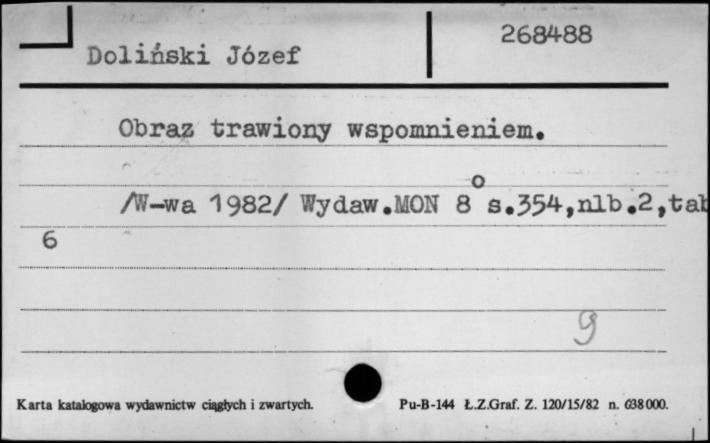 268488
Doliński Józef
Obraz trawiony wspomnieniem.
/W-wa 1982/ Wydaw.MON 8° s.354,nlb.2,tab
6
9
Karta katalogowa wydawnictw ciągłych i zwartych. Pu-B-144 Ł.Z.Graf. Z. 120/15/82 n. 638000.